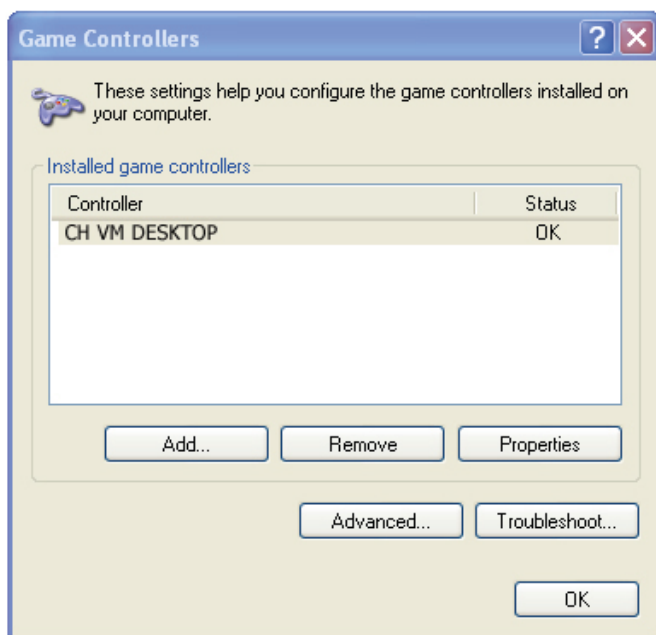 Game Controllers
?
These settings help you configure the game controllers installed on
your computer.
Installed game controllers
Controller Status
CH VM DESKTOP OK
Add... Remove Properties
Advanced... Troubleshoot...
OK